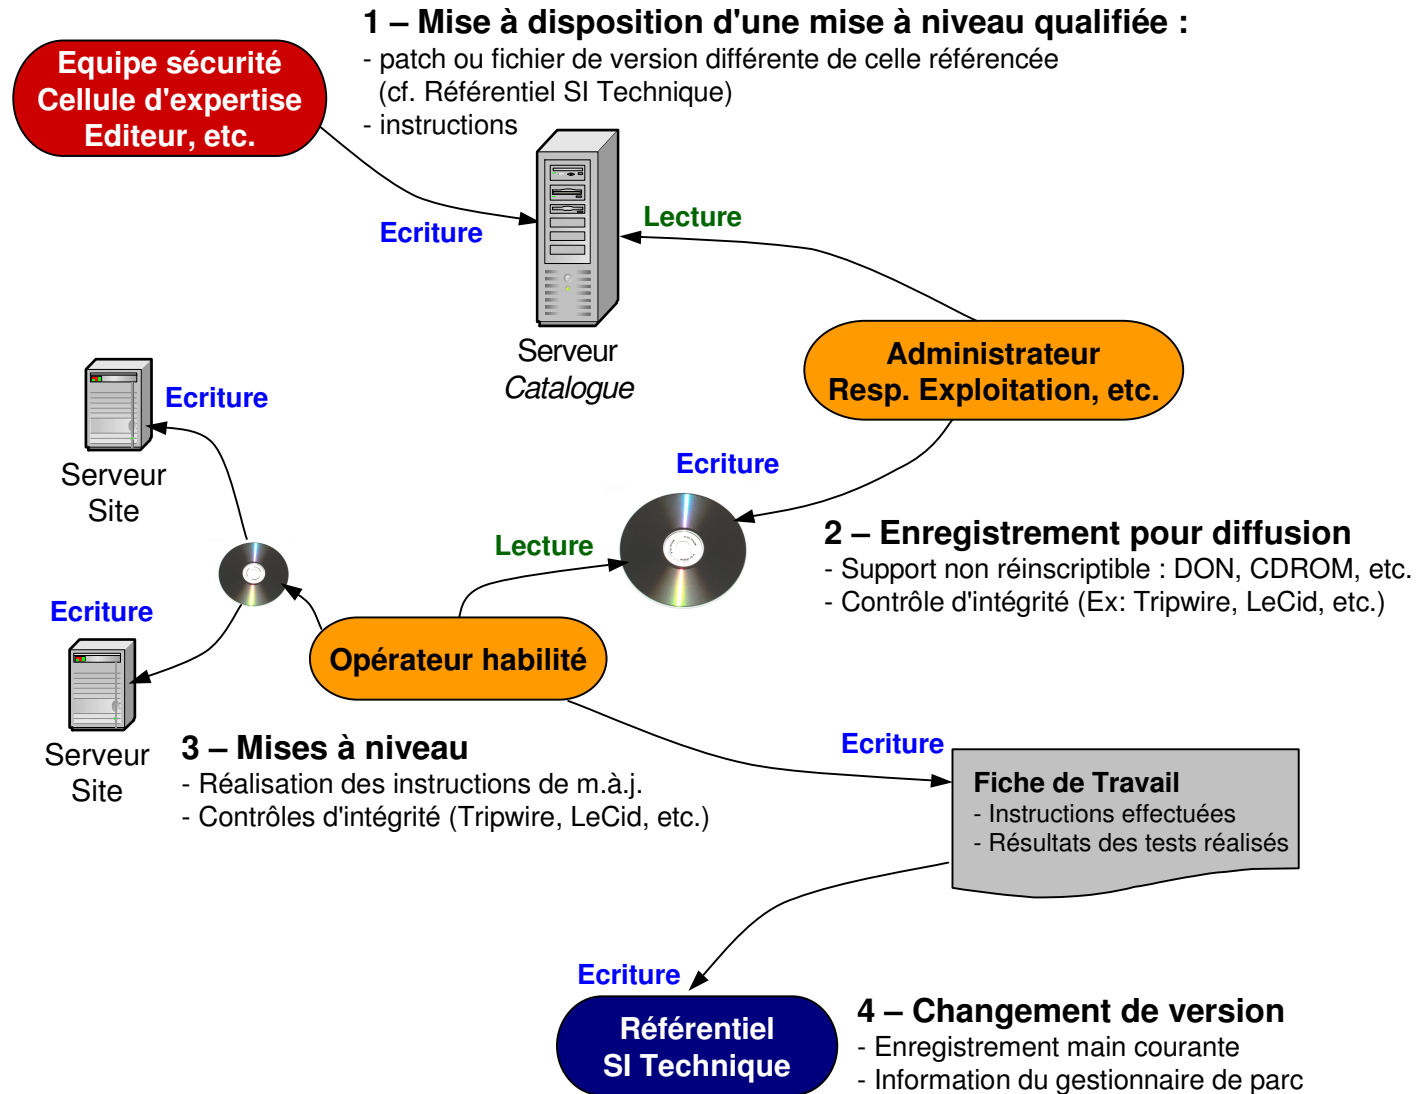 1 – Mise à disposition d'une mise à niveau qualifiée :
- patch ou fichier de version différente de celle référencée
(cf. Référentiel SI Technique)
- instructions
Equipe sécurité
Cellule d'expertise
Editeur, etc.
Ecriture
Lecture
Serveur
Catalogue
Administrateur
Resp. Exploitation, etc.
Ecriture
Serveur
Site
Ecriture
2 – Enregistrement pour diffusion
- Support non réinscriptible : DON, CDROM, etc.
- Contrôle d'intégrité (Ex: Tripwire, LeCid, etc.)
Lecture
Ecriture
Opérateur habilité
Serveur
Site
3 – Mises à niveau
- Réalisation des instructions de m.à.j.
- Contrôles d'intégrité (Tripwire, LeCid, etc.)
Ecriture
Fiche de Travail
- Instructions effectuées
- Résultats des tests réalisés
Ecriture
Référentiel
SI Technique
4 – Changement de version
- Enregistrement main courante
- Information du gestionnaire de parc